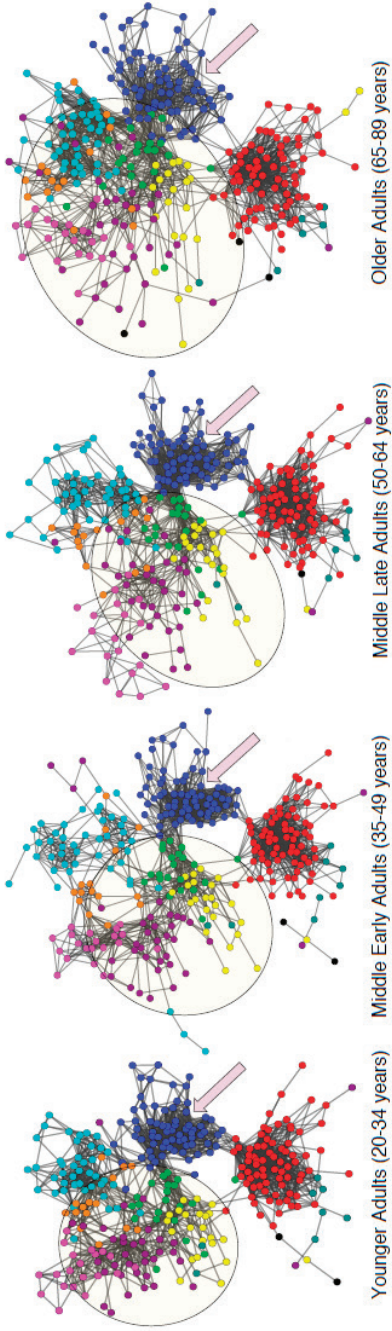 Younger Adults (20-34 years)
Middle Early Adults (35-49 years)
Middle Late Adults (50-64 years)
Older Adults (65-89 years)